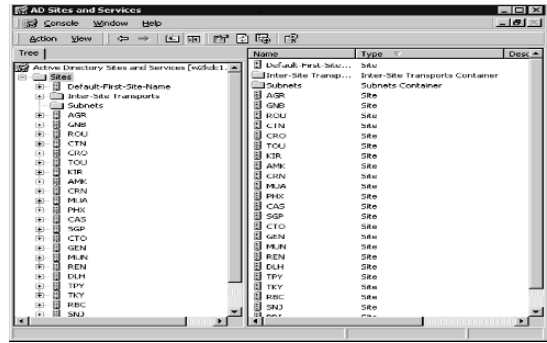 AD Sites and Services
Console Window Help
Action View
Tree
Active Directory Sites and Services [w2kdc1.
Sites
Default-First-Site-Name
Inter-Site Transports
Subnets
AGR
GNB
ROU
CTN
CRO
TOU
KIR
AMK
CRN
MUA
PHX
CAS
SGP
CTO
GEN
MUN
REN
DLH
TPY
TKY
RBC
SNJ
Name Type Desc
Default-First-Site... Site
Inter-Site Transp... Inter-Site Transports Container
Subnets Subnets Container
AGR Site
GNB Site
ROU Site
CTN Site
CRO Site
TOU Site
KIR Site
AMK Site
CRN Site
MUA Site
PHX Site
CAS Site
SGP Site
CTO Site
GEN Site
MUN Site
REN Site
DLH Site
TPY Site
TKY Site
RBC Site
SNJ Site